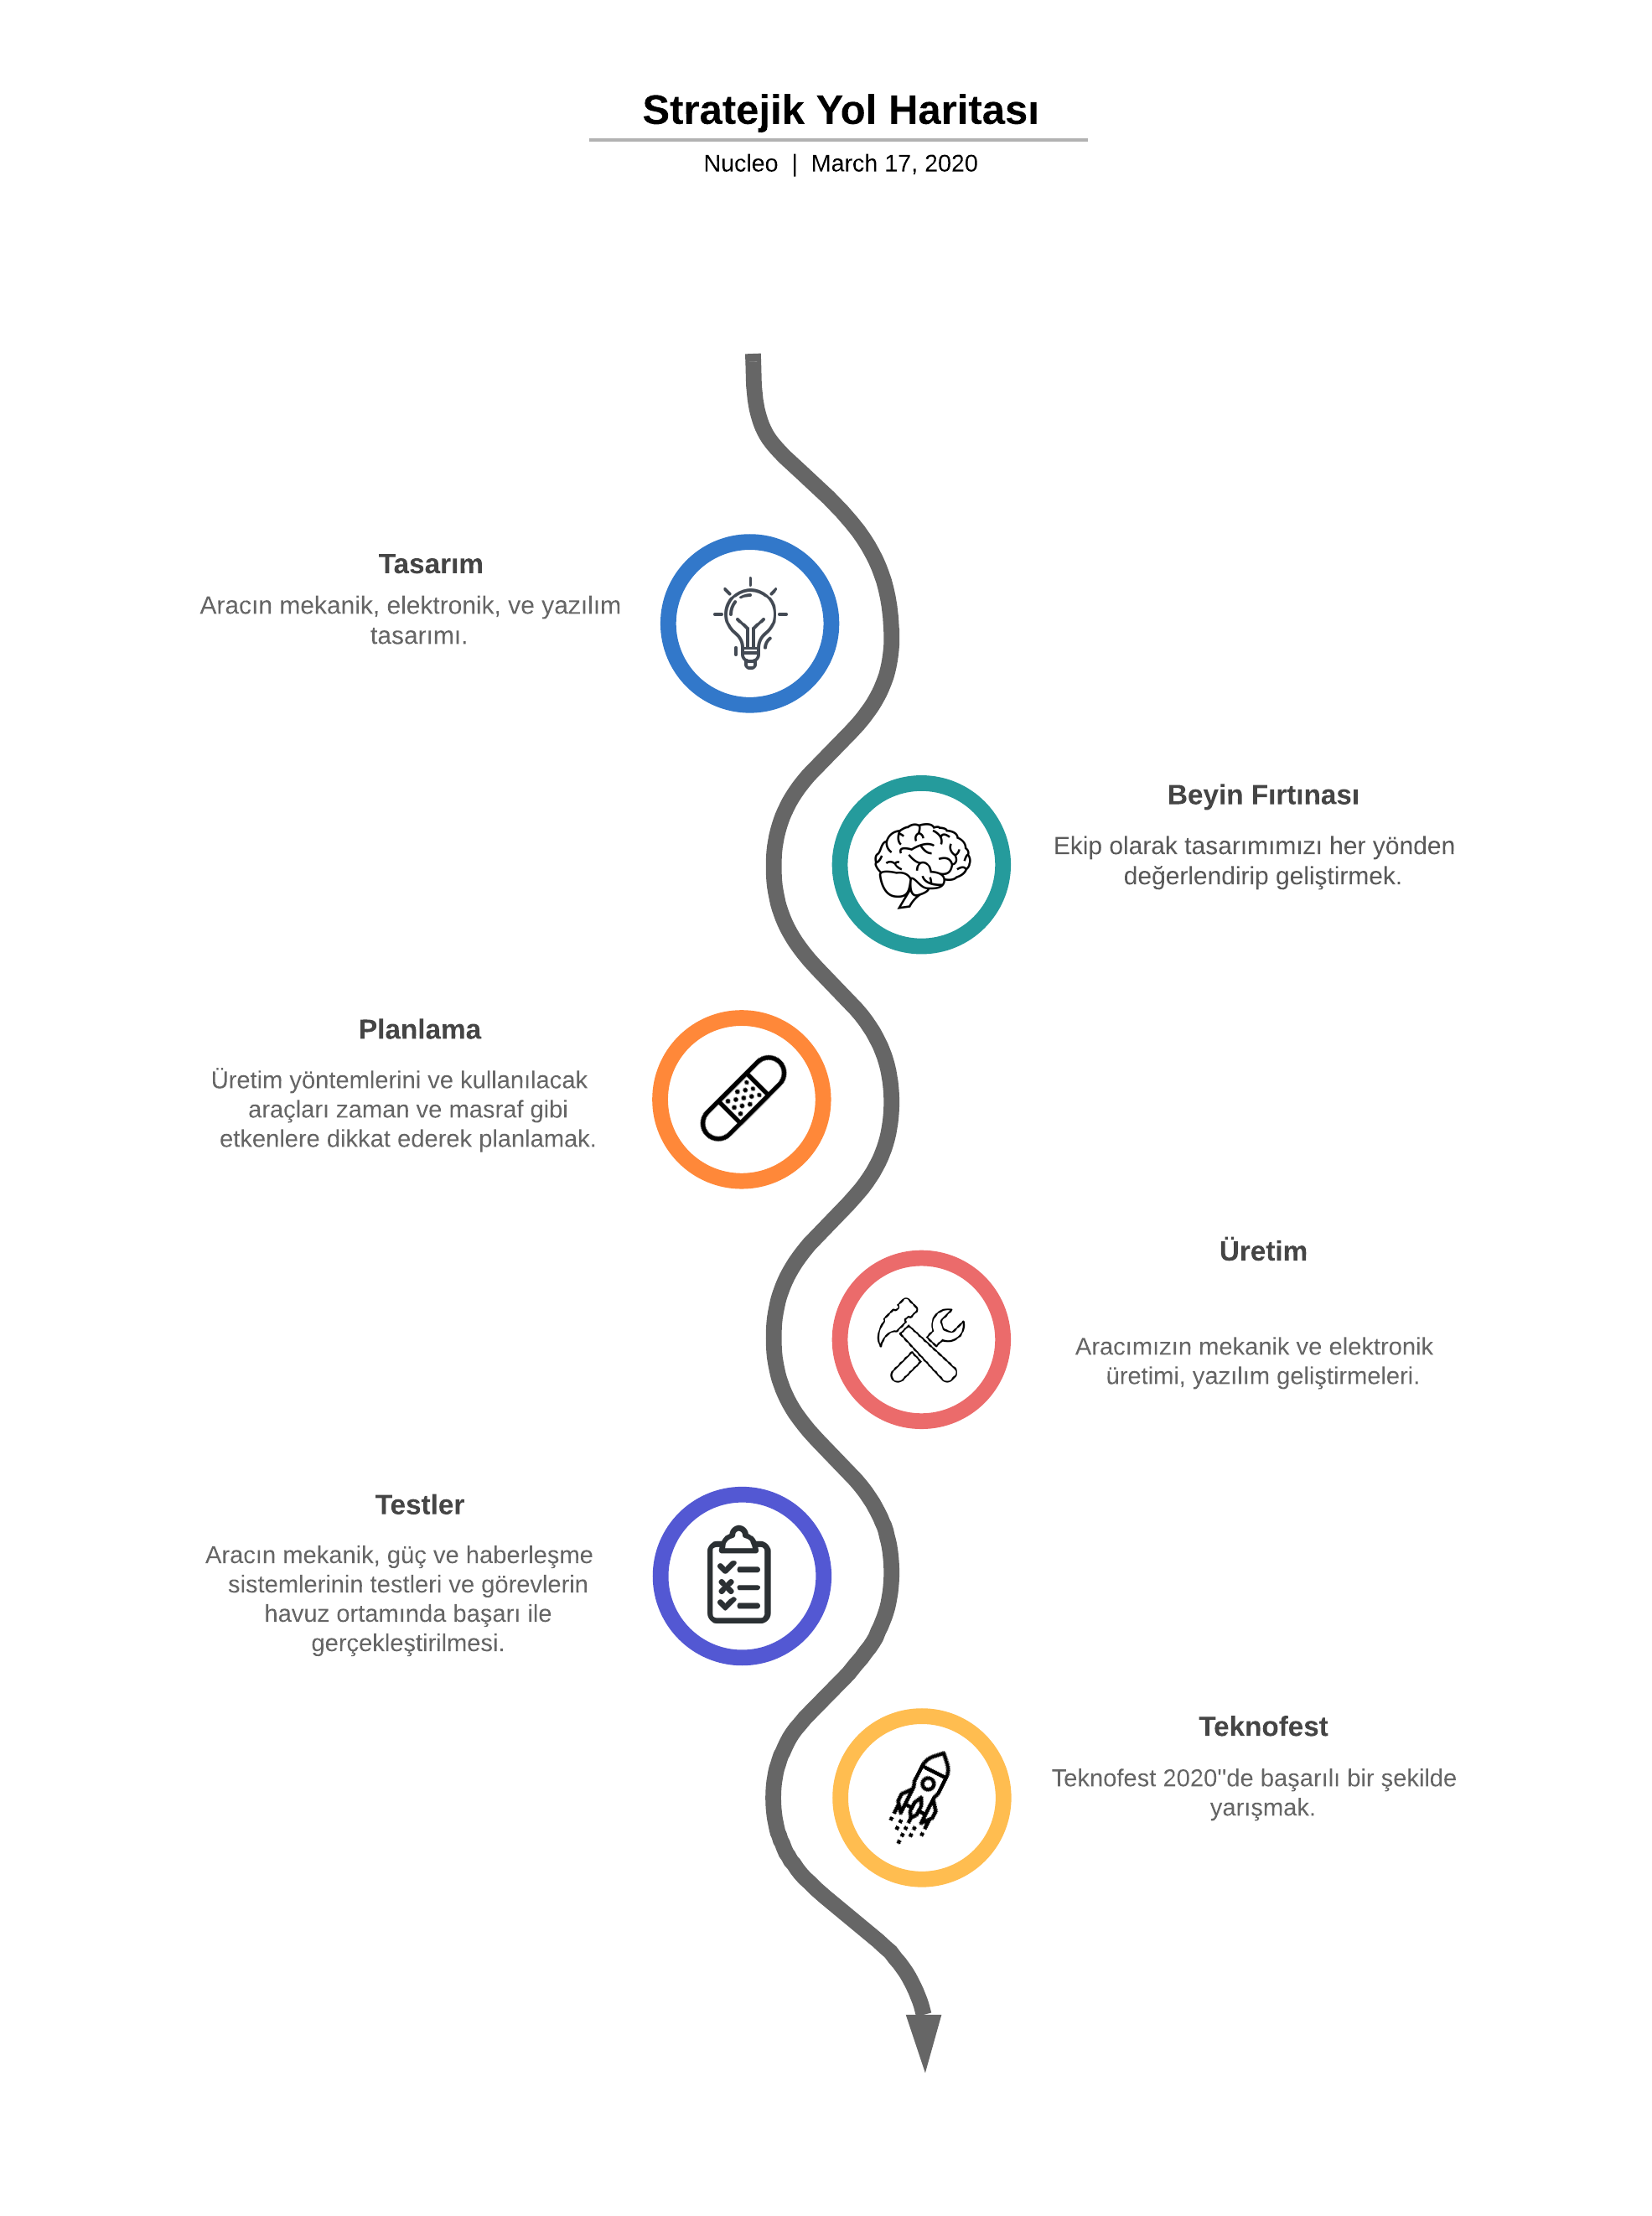 Stratejik Yol Haritası
Nucleo | March 17, 2020
Tasarım
Aracın mekanik, elektronik, ve yazılım
tasarımı.
Beyin Fırtınası
Ekip olarak tasarımımızı her yönden
değerlendirip geliştirmek.
Planlama
Üretim yöntemlerini ve kullanılacak
araçları zaman ve masraf gibi
etkenlere dikkat ederek planlamak.
Üretim
Aracımızın mekanik ve elektronik
üretimi, yazılım geliştirmeleri.
Testler
Aracın mekanik, güç ve haberleşme
sistemlerinin testleri ve görevlerin
havuz ortamında başarı ile
gerçekleştirilmesi.
Teknofest
Teknofest 2020"de başarılı bir şekilde
yarışmak.